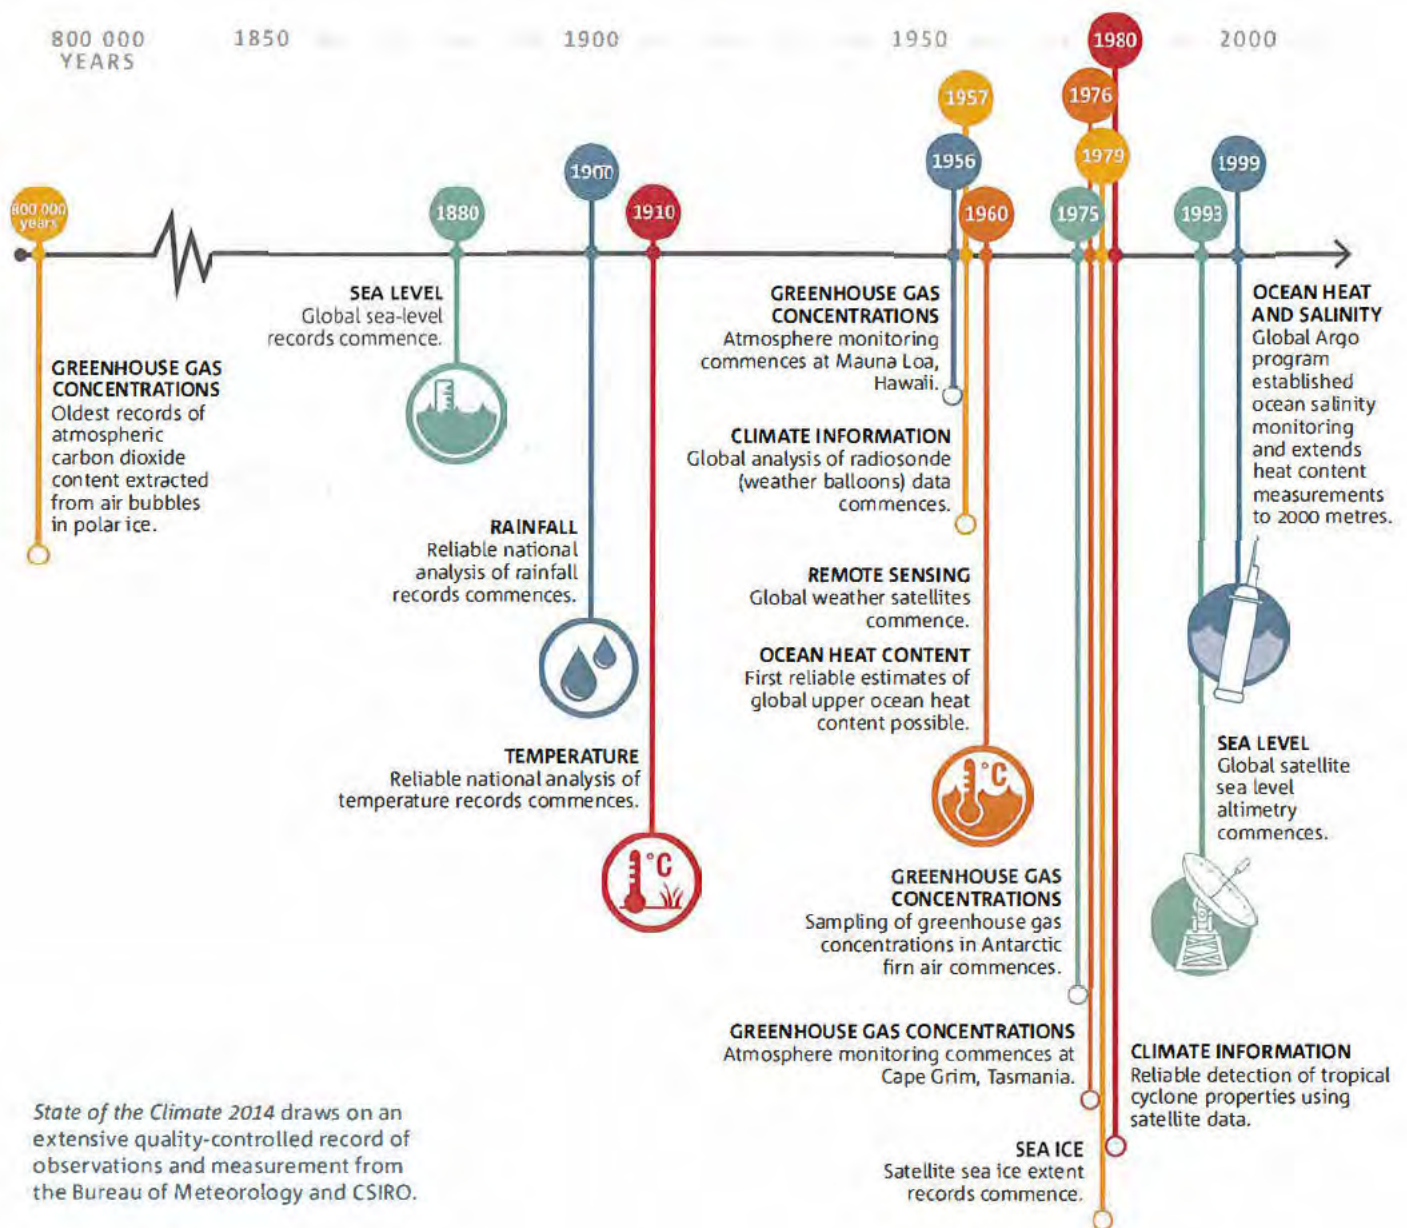 800 000
YEARS
1850
1900
1950
1980
2000
1957
1976
1956
1979
1999
1900
800 000
years
1880
1910
1960
1975
1993
SEA LEVEL
Global sea-level
records commence.
GREENHOUSE GAS
CONCENTRATIONS
Atmosphere monitoring
commences at Mauna Loa,
Hawaii.
OCEAN HEAT
AND SALINITY
Global Argo
program
established
ocean salinity
monitoring
and extends
heat content
measurements
to 2000 metres.
GREENHOUSE GAS
CONCENTRATIONS
Oldest records of
atmospheric
carbon dioxide
content extracted
from air bubbles
in polar ice.
CLIMATE INFORMATION
Global analysis of radiosonde
(weather balloons) data
commences.
RAINFALL
Reliable national
analysis of rainfall
records commences.
REMOTE SENSING
Global weather satellites
commence.
OCEAN HEAT CONTENT
First reliable estimates of
global upper ocean heat
content possible.
°C
TEMPERATURE
Reliable national analysis of
temperature records commences.
°C
SEA LEVEL
Global satellite
sea level
altimetry
commences.
GREENHOUSE GAS
CONCENTRATIONS
Sampling of greenhouse gas
concentrations in Antarctic
firn air commences.
GREENHOUSE GAS CONCENTRATIONS
Atmosphere monitoring commences at
Cape Grim, Tasmania.
CLIMATE INFORMATION
Reliable detection of tropical
cyclone properties using
satellite data.
SEA ICE
Satellite sea ice extent
records commence.
State of the Climate 2014 draws on an
extensive quality-controlled record of
observations and measurement from
the Bureau of Meteorology and CSIRO.